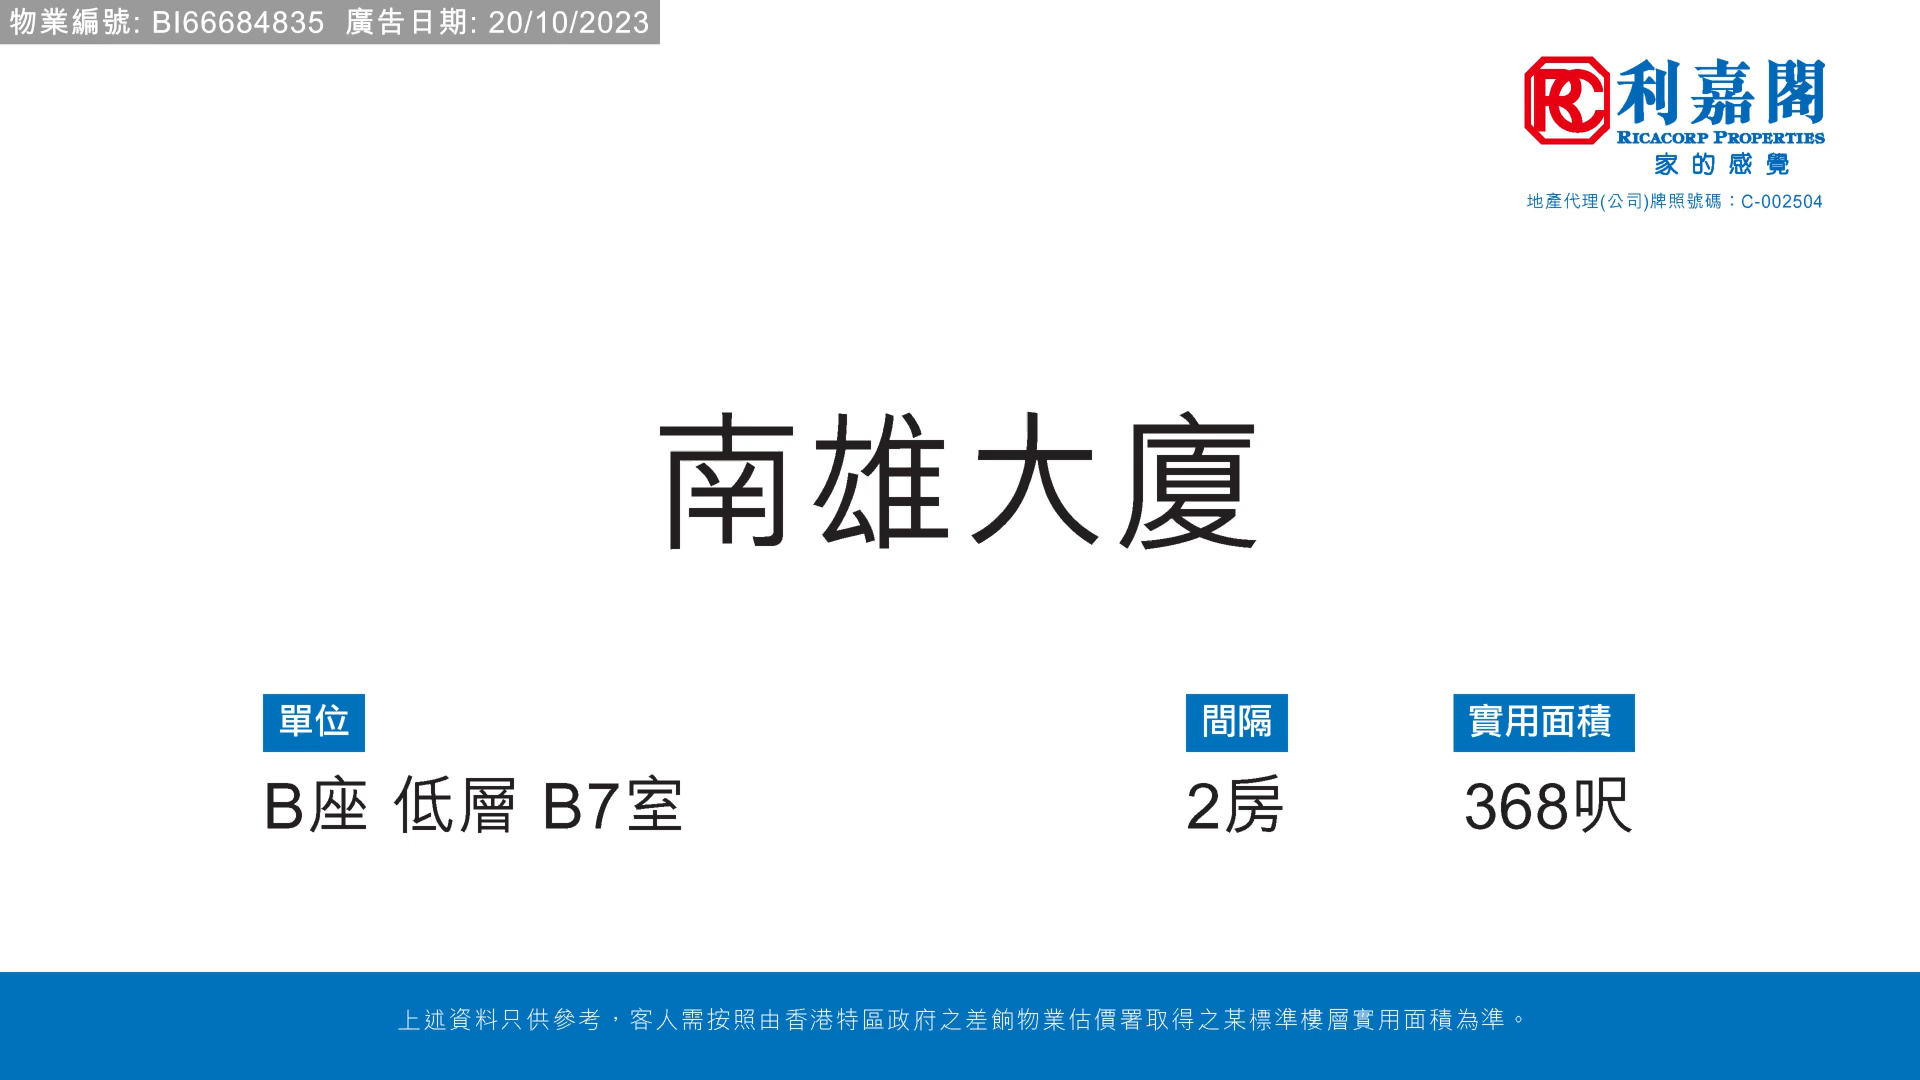 物業編號: BI66684835 廣告日期: 20/10/2023
RC 利嘉閣
RICACORP PROPERTIES
家的感覺
地產代理(公司)牌照號碼：C-002504
南雄大廈
單位 間隔 實用面積
B座 低層 B7室 2房 368呎
上述資料只供參考，客人需按照由香港特區政府之差餉物業估價署取得之某標準樓層實用面積為準。